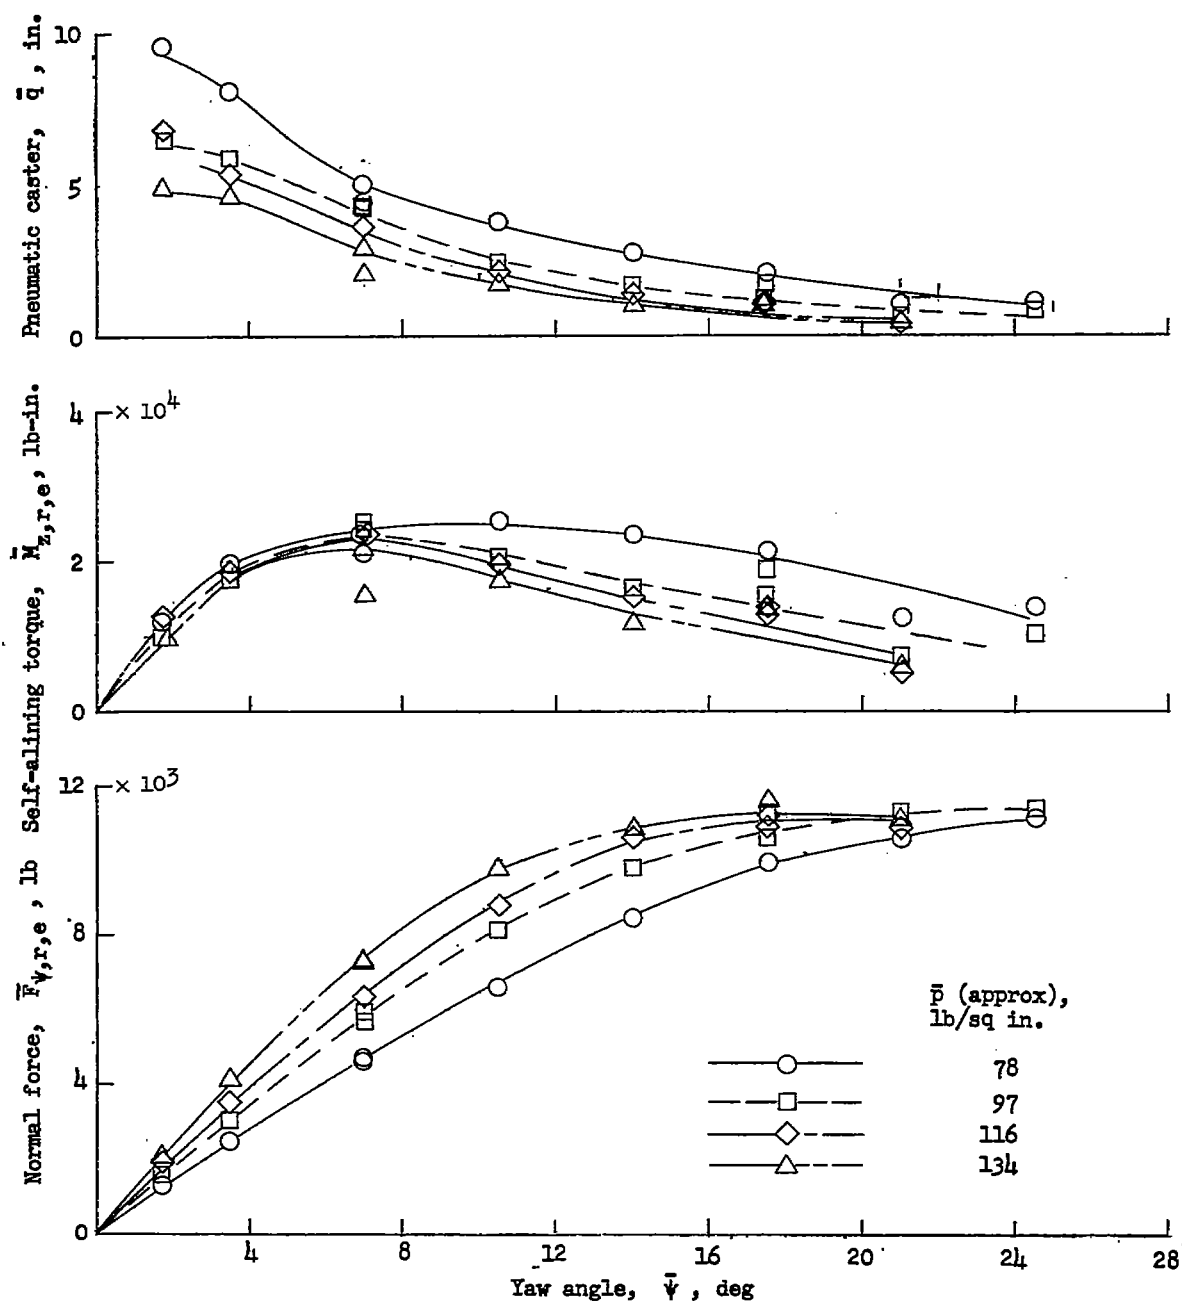 Pneumatic caster, q̄ , in.
10
5
0
Self-alining torque, M̄z,r,e, lb-in.
4 × 10⁴
2
0
Normal force, F̄ψ,r,e , lb
12 × 10³
8
4
0
p̄ (approx),
lb/sq in.
78
97
116
134
4 8 12 16 20 24 28
Yaw angle, ψ̄ , deg